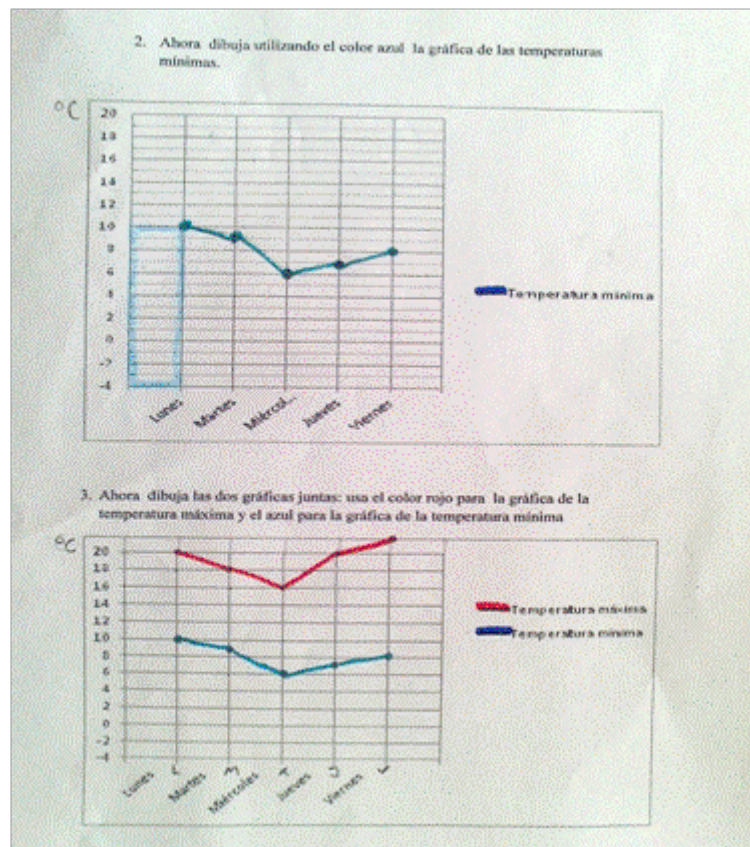 2. Ahora dibuja utilizando el color azul la gráfica de las temperaturas
mínimas.
°C
20
18
16
14
12
10
8
6
4
2
0
-2
-4
Lunes
Martes
Miércol...
Jueves
Viernes
Temperatura mínima
3. Ahora dibuja las dos gráficas juntas: usa el color rojo para la gráfica de la
temperatura máxima y el azul para la gráfica de la temperatura mínima
°C
20
18
16
14
12
10
8
6
4
2
0
-2
-4
Lunes
Martes
Miércoles
Jueves
Viernes
Temperatura máxima
Temperatura mínima